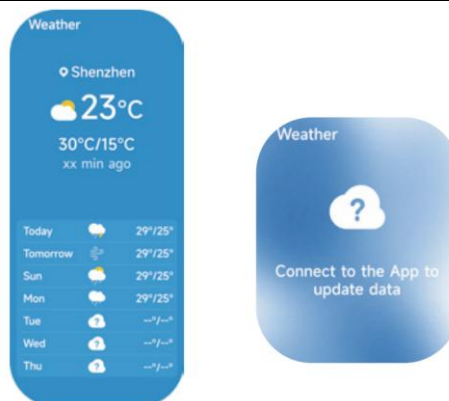 Weather
Shenzhen
23°C
30°C/15°C
xx min ago
Today 29°/25°
Tomorrow 29°/25°
Sun 29°/25°
Mon 29°/25°
Tue ? --°/--°
Wed ? --°/--°
Thu ? --°/--°
Weather
?
Connect to the App to
update data